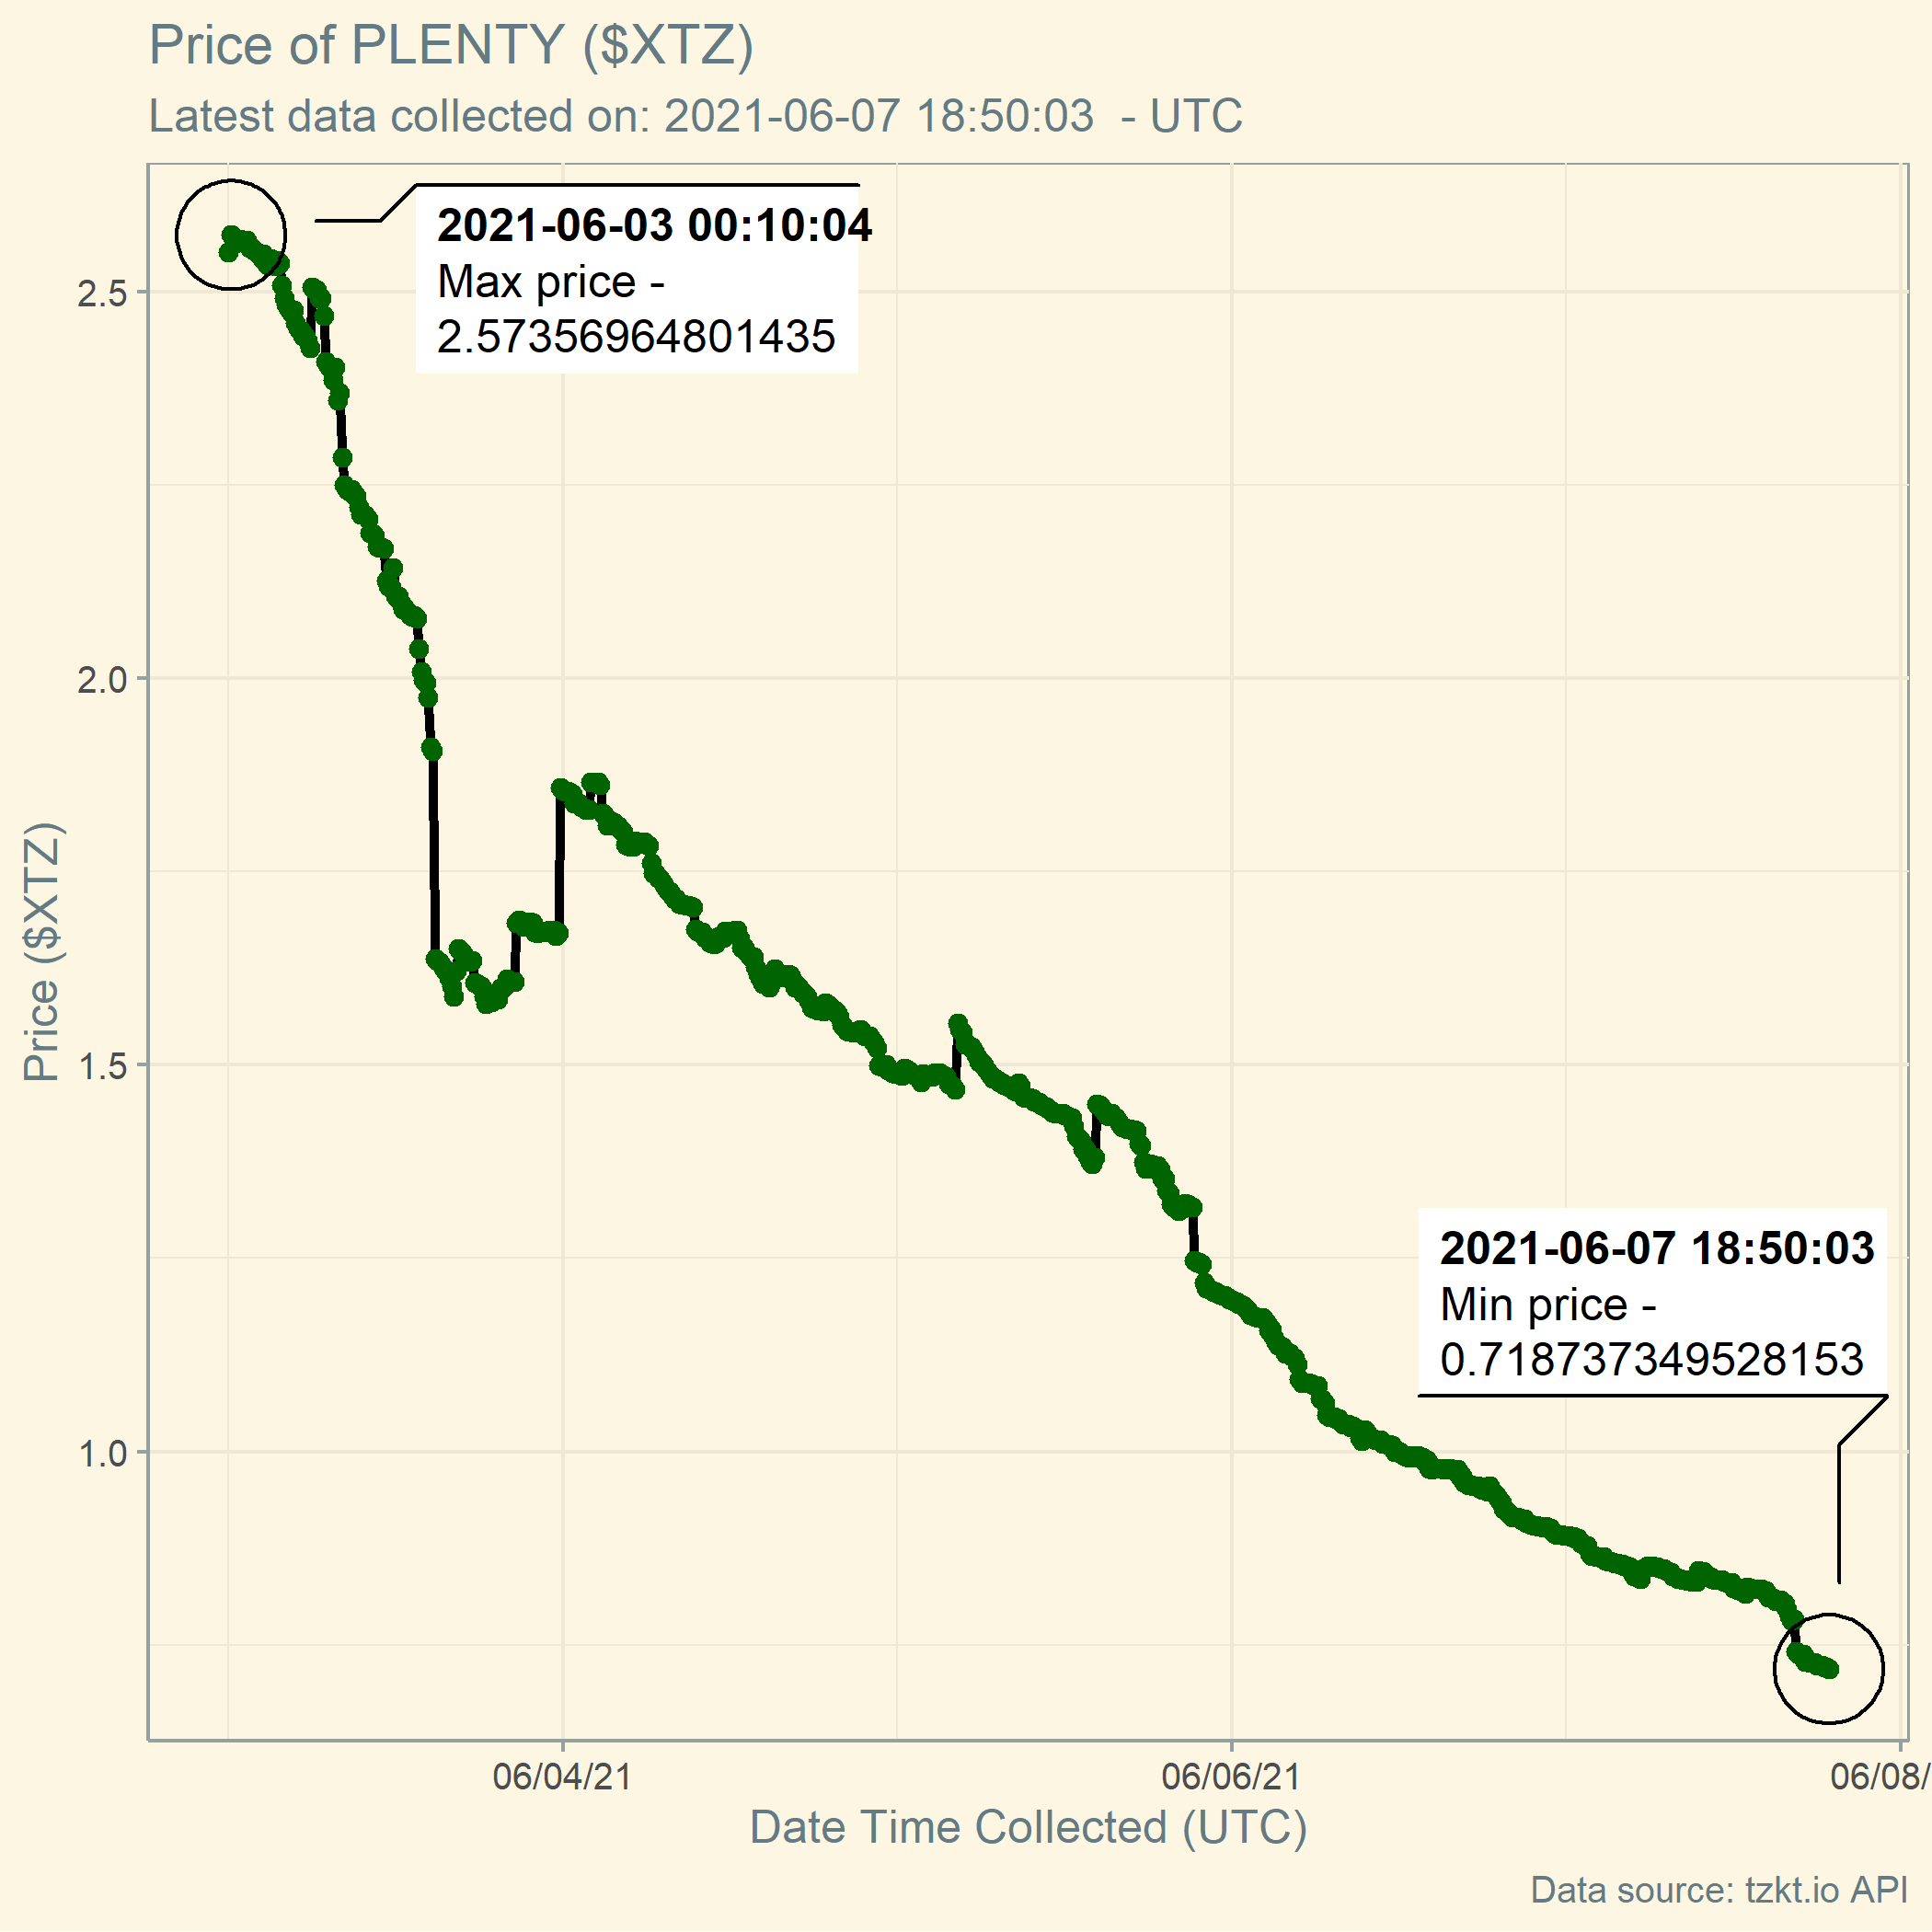 Price of PLENTY ($XTZ)
Latest data collected on: 2021-06-07 18:50:03  - UTC
2021-06-03 00:10:04
Max price -
2.57356964801435
2.5
2.0
1.5
1.0
Price ($XTZ)
2021-06-07 18:50:03
Min price -
0.718737349528153
06/04/21
06/06/21
06/08/
Date Time Collected (UTC)
Data source: tzkt.io API